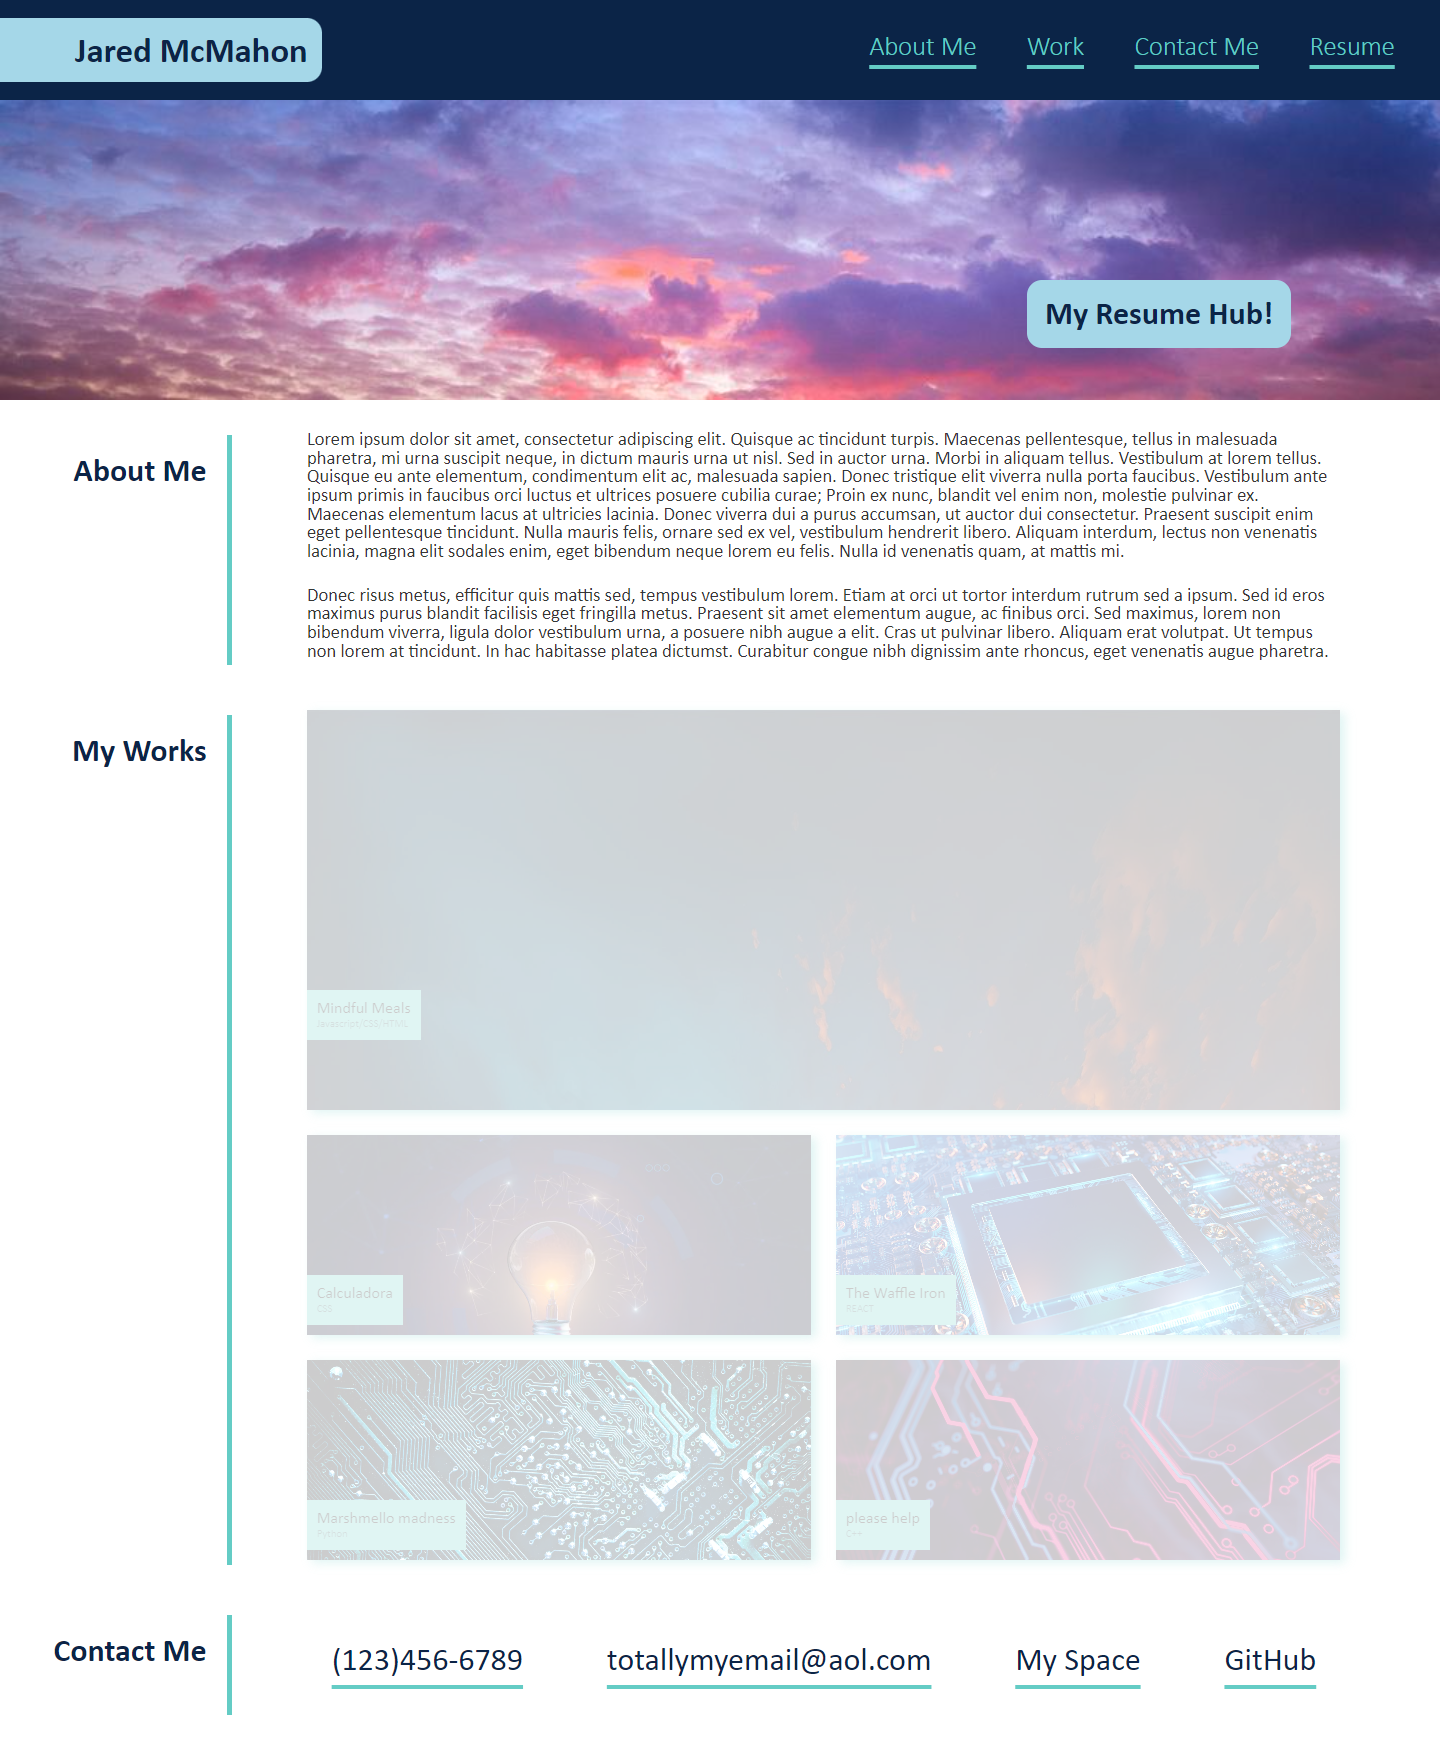 Jared McMahon
About Me
Work
Contact Me
Resume
My Resume Hub!
About Me
Lorem ipsum dolor sit amet, consectetur adipiscing elit. Quisque ac tincidunt turpis. Maecenas pellentesque, tellus in malesuada
pharetra, mi urna suscipit neque, in dictum mauris urna ut nisl. Sed in auctor urna. Morbi in aliquam tellus. Vestibulum at lorem tellus.
Quisque eu ante elementum, condimentum elit ac, malesuada sapien. Donec tristique elit viverra nulla porta faucibus. Vestibulum ante
ipsum primis in faucibus orci luctus et ultrices posuere cubilia curae; Proin ex nunc, blandit vel enim non, molestie pulvinar ex.
Maecenas elementum lacus at ultricies lacinia. Donec viverra dui a purus accumsan, ut auctor dui consectetur. Praesent suscipit enim
eget pellentesque tincidunt. Nulla mauris felis, ornare sed ex vel, vestibulum hendrerit libero. Aliquam interdum, lectus non venenatis
lacinia, magna elit sodales enim, eget bibendum neque lorem eu felis. Nulla id venenatis quam, at mattis mi.
Donec risus metus, efficitur quis mattis sed, tempus vestibulum lorem. Etiam at orci ut tortor interdum rutrum sed a ipsum. Sed id eros
maximus purus blandit facilisis eget fringilla metus. Praesent sit amet elementum augue, ac finibus orci. Sed maximus, lorem non
bibendum viverra, ligula dolor vestibulum urna, a posuere nibh augue a elit. Cras ut pulvinar libero. Aliquam erat volutpat. Ut tempus
non lorem at tincidunt. In hac habitasse platea dictumst. Curabitur congue nibh dignissim ante rhoncus, eget venenatis augue pharetra.
My Works
Mindful Meals
Javascript/CSS/HTML
Calculadora
CSS
The Waffle Iron
REACT
Marshmello madness
Python
please help
C++
Contact Me
(123)456-6789
totallymyemail@aol.com
My Space
GitHub